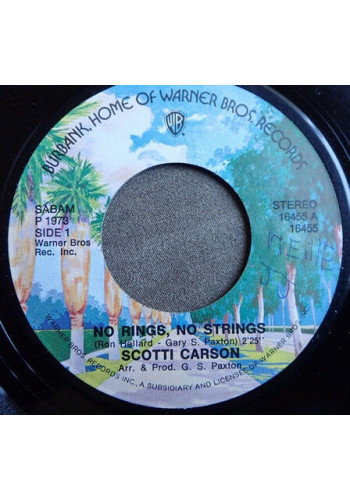 BURBANK, HOME OF WARNER BROS. RECORDS
WB
SABAM
P 1973
SIDE 1
Warner Bros
Rec. Inc.
STEREO
16455 A
16455
NO RINGS, NO STRINGS
(Ron Hellard - Gary S. Paxton) 2'25''
SCOTTI CARSON
Arr. & Prod. G. S. Paxton
WARNER BROS. RECORDS INC., A SUBSIDIARY AND LICENSEE OF WARNER BROS.